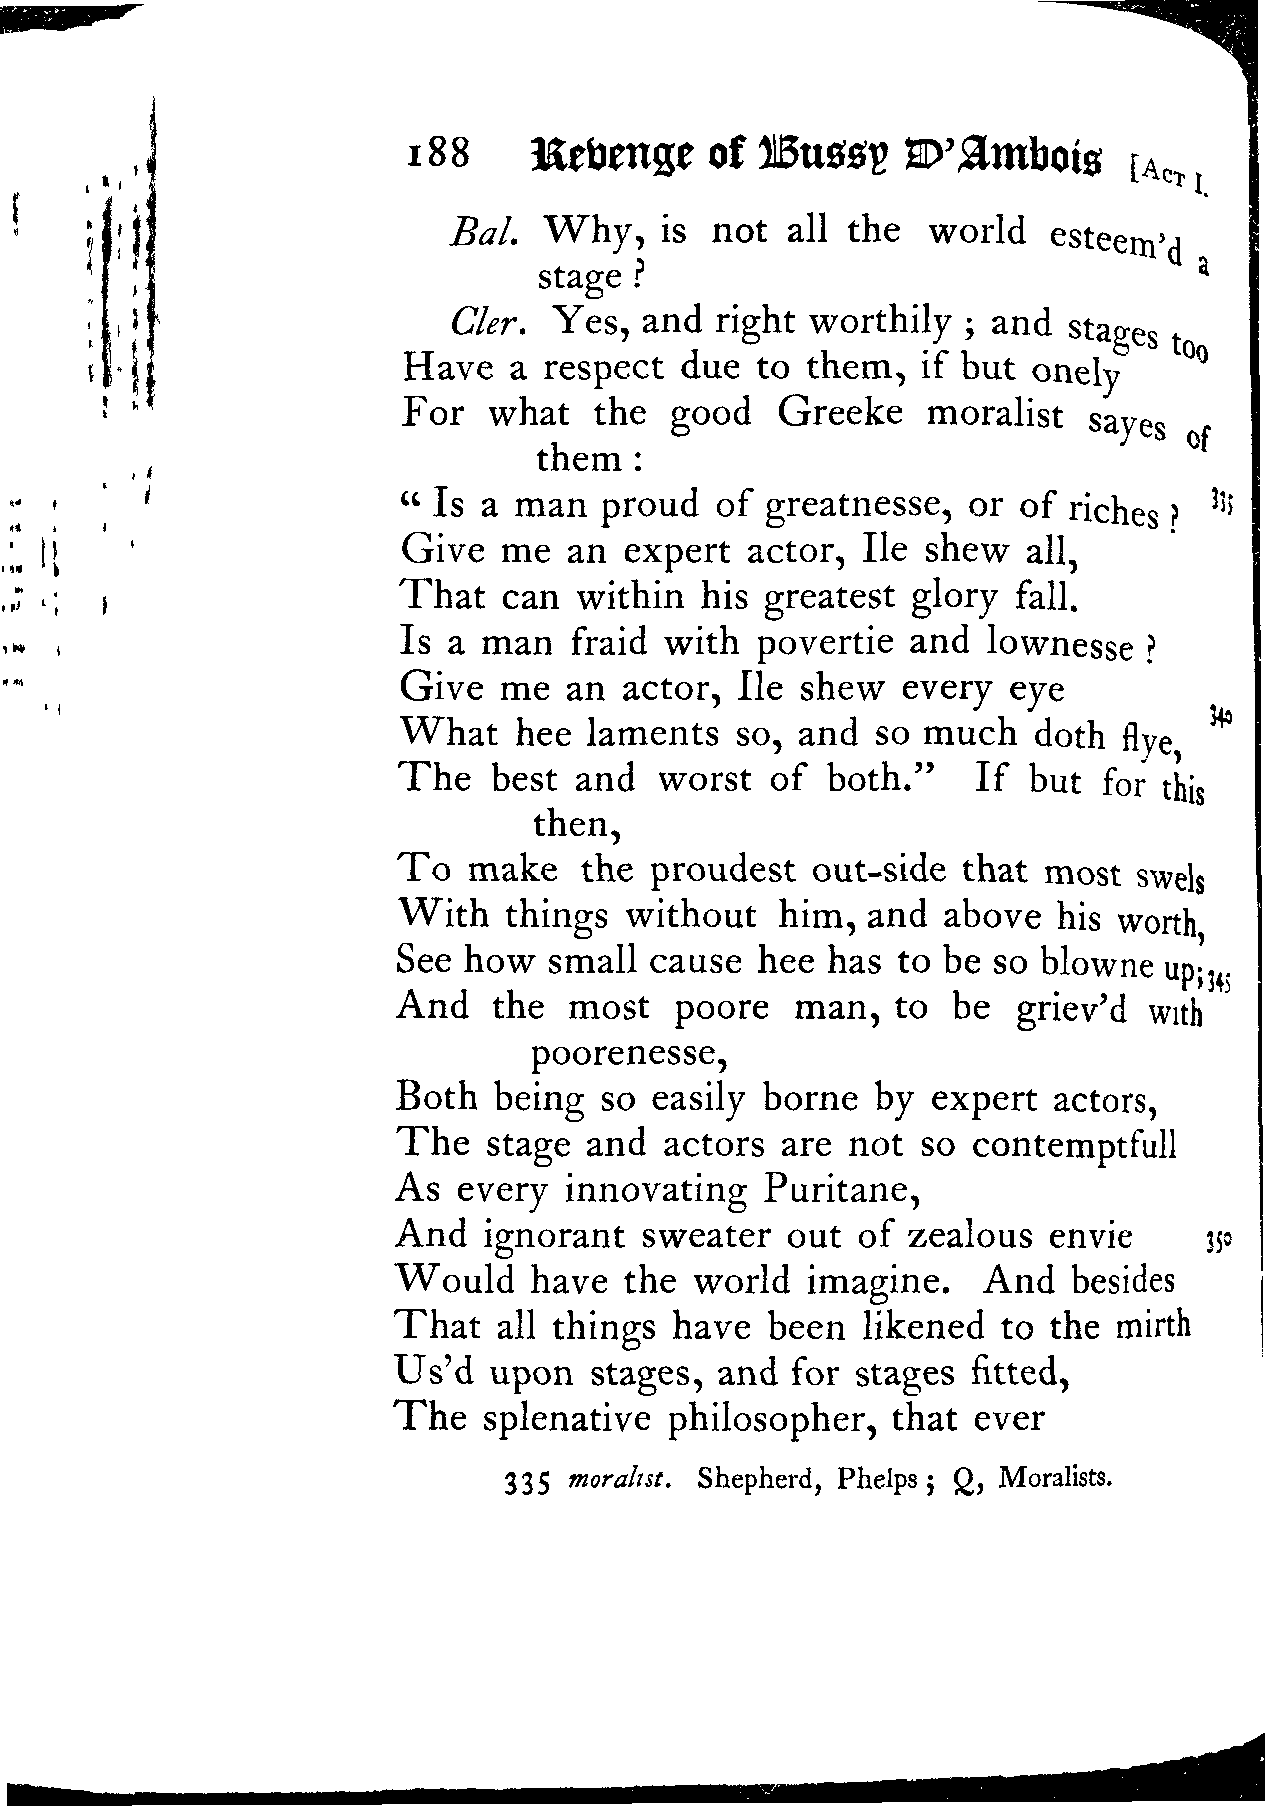 188 Revenge of Bussy D'Ambois [Act I.
Bal. Why, is not all the world esteem'd a
stage ?
Cler. Yes, and right worthily ; and stages too
Have a respect due to them, if but onely
For what the good Greeke moralist sayes of
them :
“ Is a man proud of greatnesse, or of riches ? 335
Give me an expert actor, Ile shew all,
That can within his greatest glory fall.
Is a man fraid with povertie and lownesse ?
Give me an actor, Ile shew every eye
What hee laments so, and so much doth flye, 340
The best and worst of both.” If but for this
then,
To make the proudest out-side that most swels
With things without him, and above his worth,
See how small cause hee has to be so blowne up; 345
And the most poore man, to be griev'd with
poorenesse,
Both being so easily borne by expert actors,
The stage and actors are not so contemptfull
As every innovating Puritane,
And ignorant sweater out of zealous envie 350
Would have the world imagine. And besides
That all things have been likened to the mirth
Us'd upon stages, and for stages fitted,
The splenative philosopher, that ever
335 moralist. Shepherd, Phelps ; Q, Moralists.